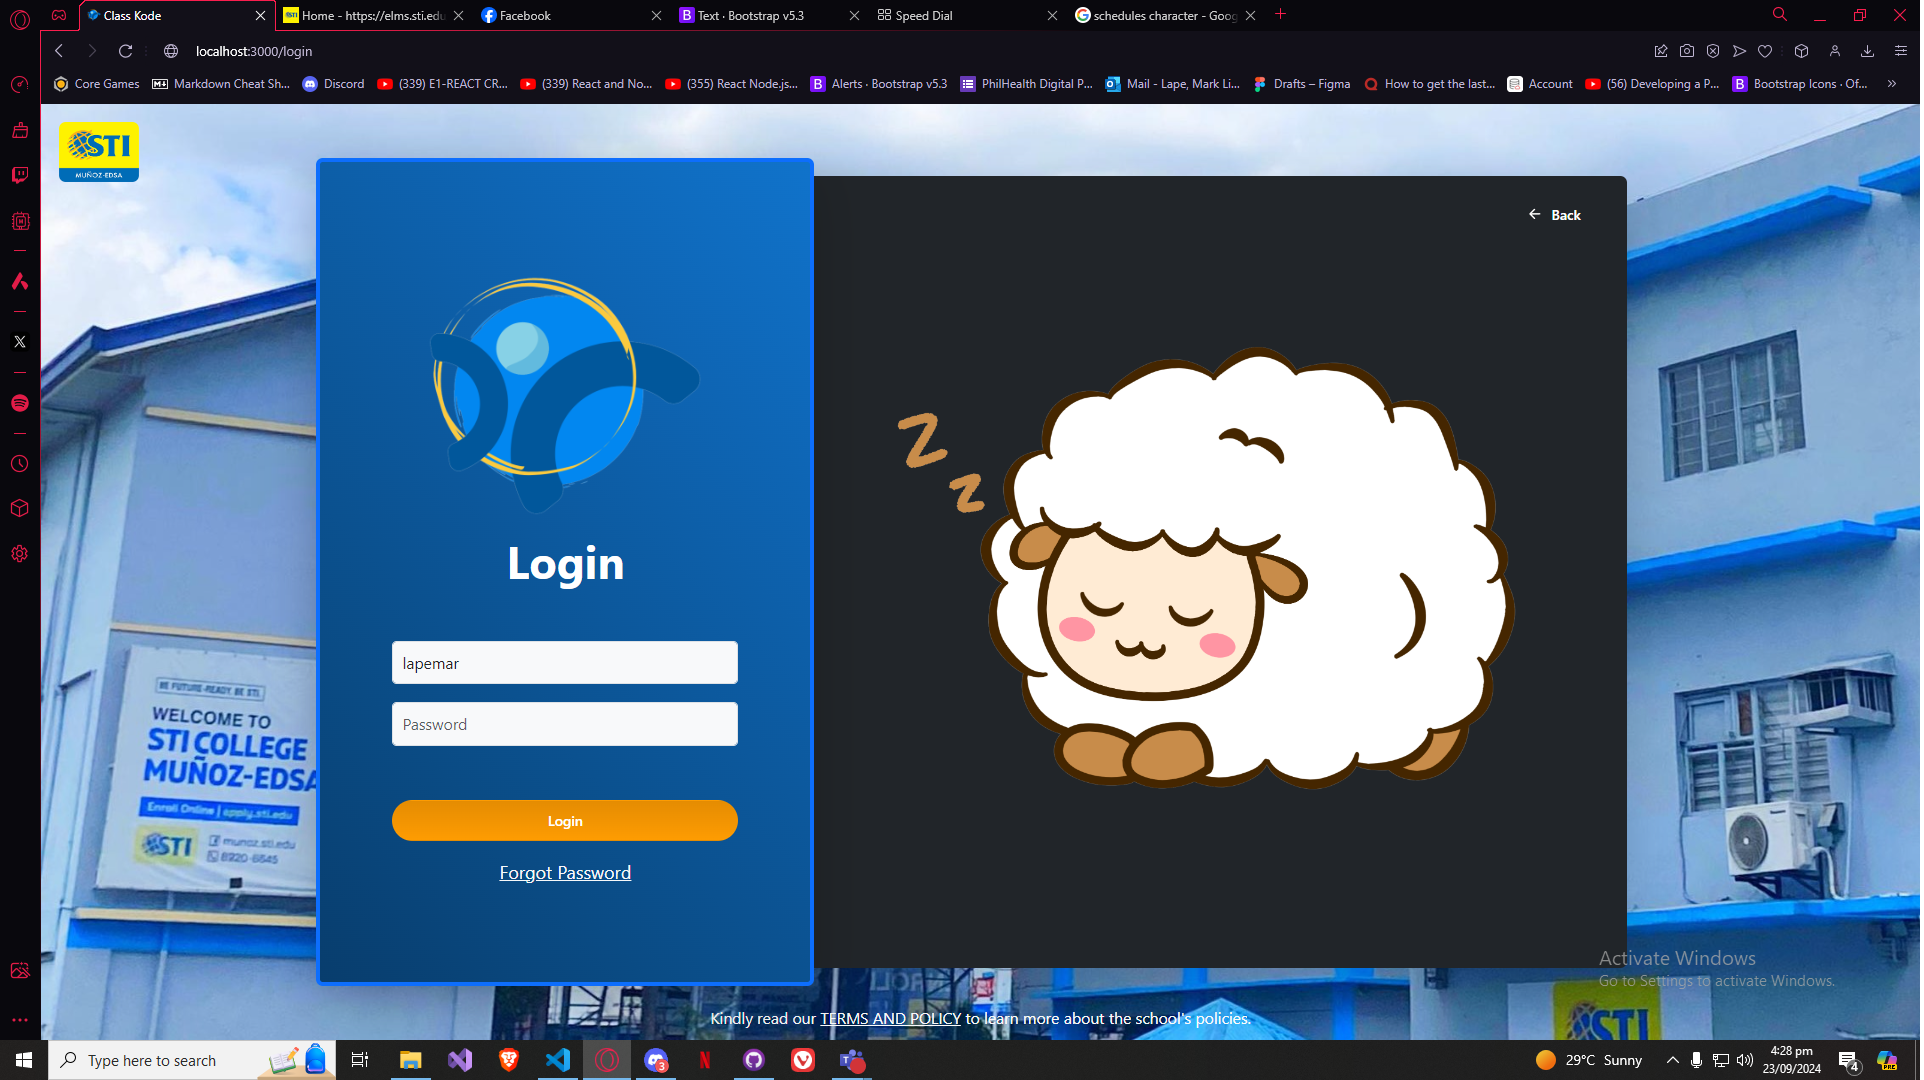 Class Kode
Home - https://elms.sti.edu
Facebook
Text · Bootstrap v5.3
Speed Dial
schedules character - Goog
localhost:3000/login
Core Games
Markdown Cheat Sh...
Discord
(339) E1-REACT CR...
(339) React and No...
(355) React Node.js...
Alerts · Bootstrap v5.3
PhilHealth Digital P...
Mail - Lape, Mark Li...
Drafts – Figma
How to get the last...
Account
(56) Developing a P...
Bootstrap Icons · Of...
STI
MUÑOZ-EDSA
Back
Z
z
Login
lapemar
Password
Login
Forgot Password
BE FUTURE-READY. BE STI.
WELCOME TO
STI COLLEGE
MUÑOZ-EDSA
Enroll Online | apply.sti.edu
STI
munoz.sti.edu
8920-6645
STI
Activate Windows
Go to Settings to activate Windows.
Kindly read our TERMS AND POLICY to learn more about the school's policies.
Type here to search
3
29°C Sunny
4:28 pm
23/09/2024
4
PRE